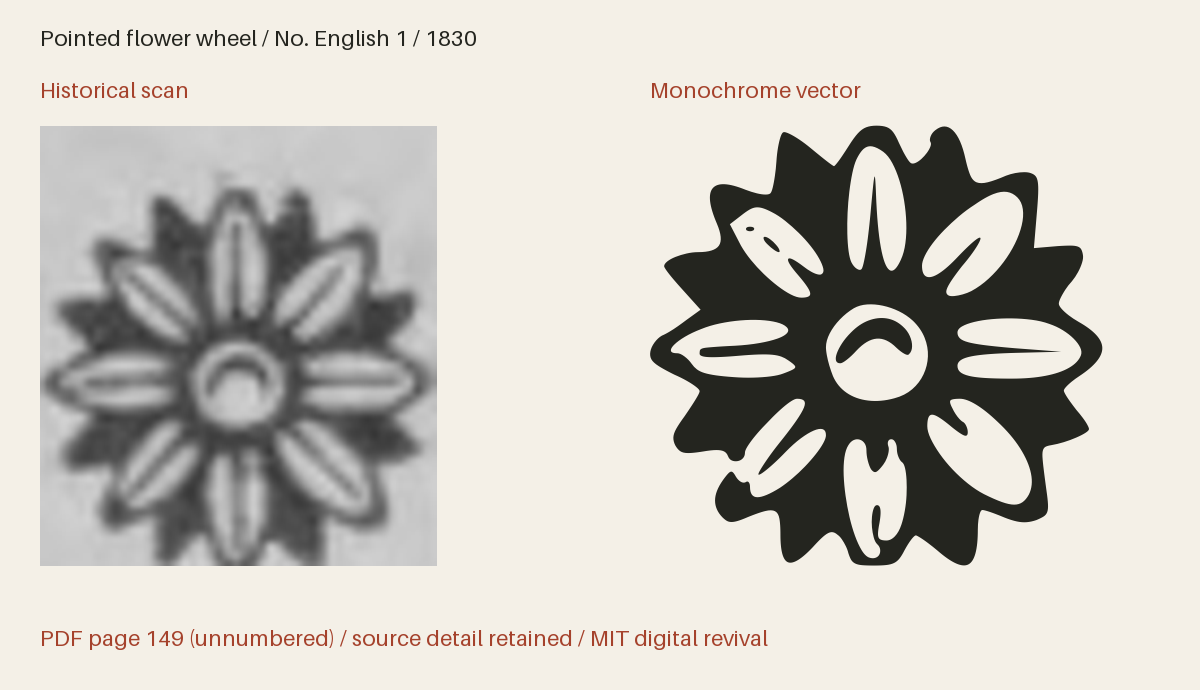 Pointed flower wheel / No. English 1 / 1830
Historical scan
Monochrome vector
PDF page 149 (unnumbered) / source detail retained / MIT digital revival